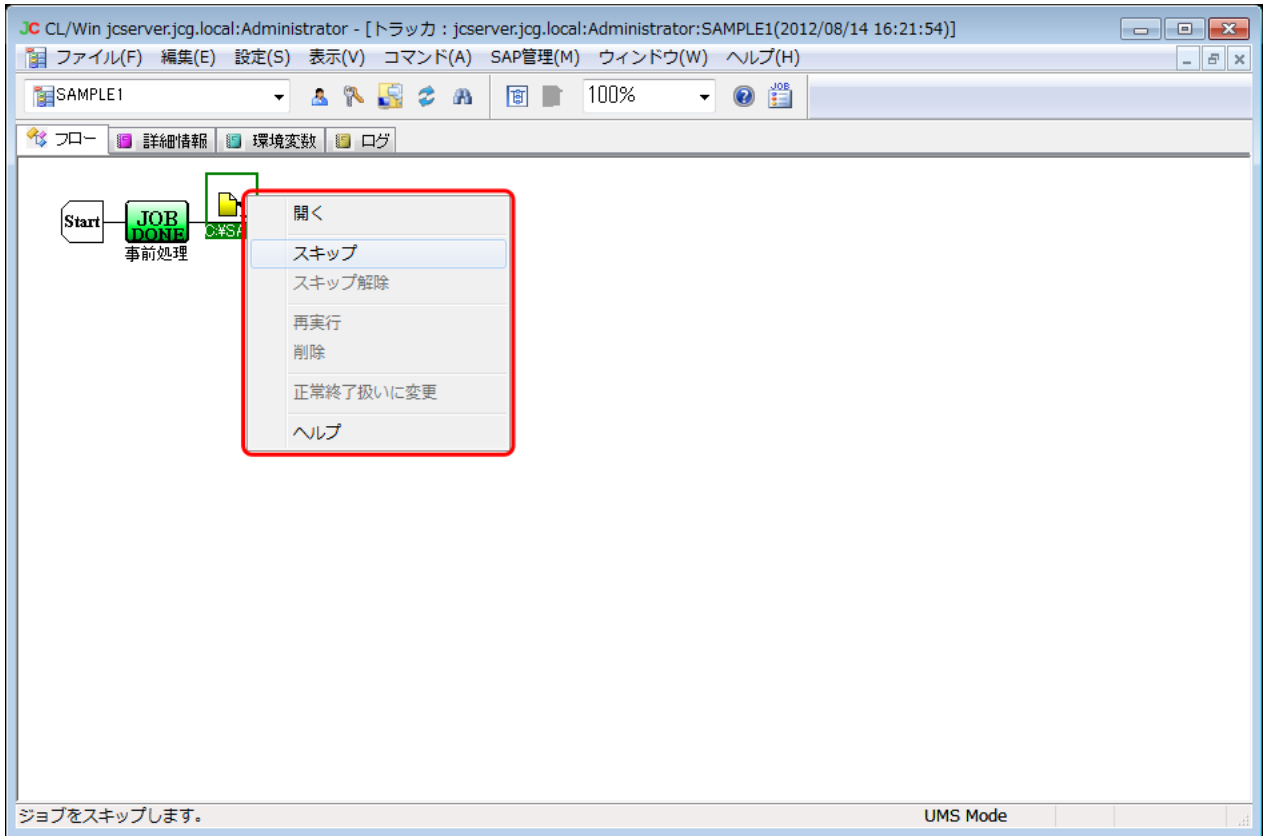 JC CL/Win jcserver.jcg.local:Administrator - [トラッカ : jcserver.jcg.local:Administrator:SAMPLE1(2012/08/14 16:21:54)]
ファイル(F) 編集(E) 設定(S) 表示(V) コマンド(A) SAP管理(M) ウィンドウ(W) ヘルプ(H)
SAMPLE1 100% JOB
フロー 詳細情報 環境変数 ログ
Start JOB DONE C:¥SA
事前処理
開く
スキップ
スキップ解除
再実行
削除
正常終了扱いに変更
ヘルプ
ジョブをスキップします。 UMS Mode